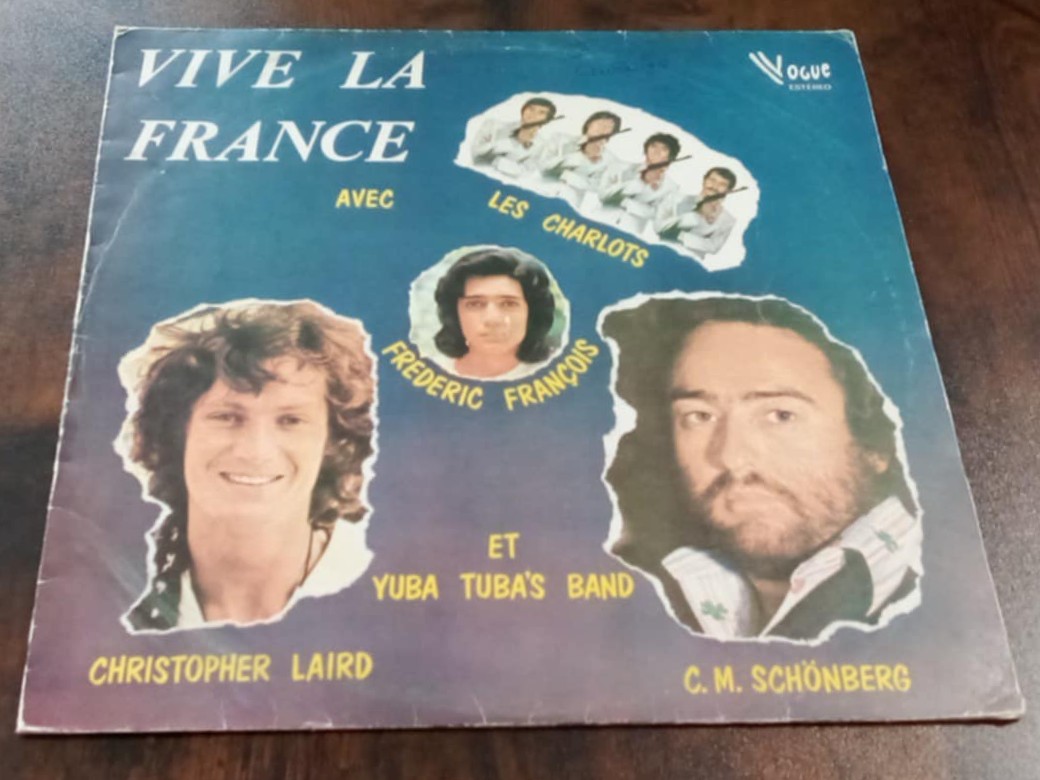 VIVE LA
FRANCE
VOGUE
ESTEREO
AVEC
LES CHARLOTS
FREDERIC FRANÇOIS
ET
YUBA TUBA'S BAND
CHRISTOPHER LAIRD
C. M. SCHÖNBERG